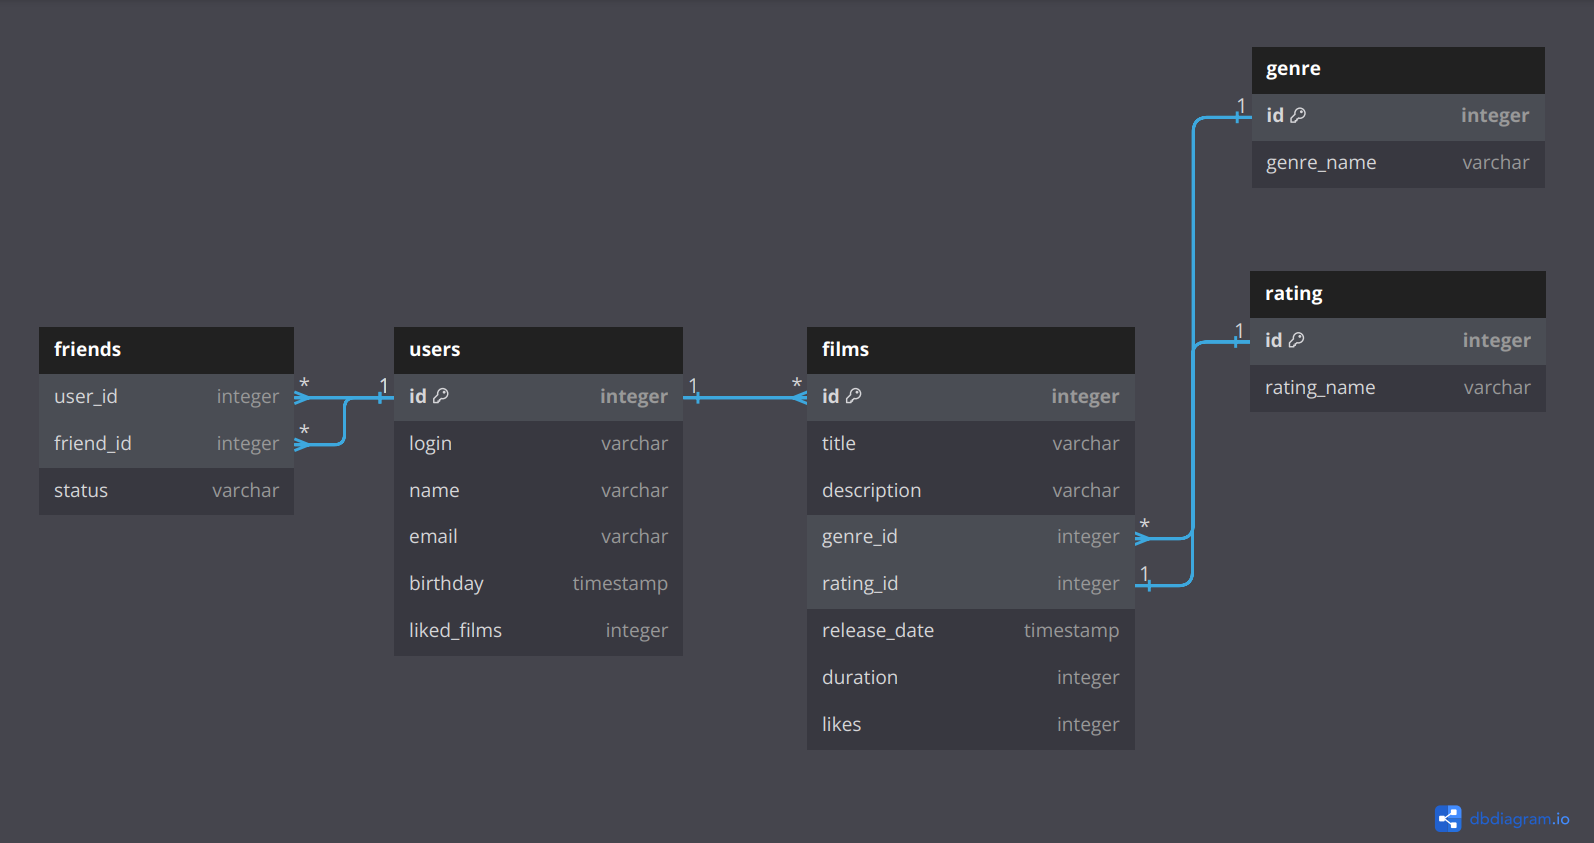 genre
id integer
genre_name varchar
rating
id integer
rating_name varchar
friends
user_id integer
friend_id integer
status varchar
users
id integer
login varchar
name varchar
email varchar
birthday timestamp
liked_films integer
films
id integer
title varchar
description varchar
genre_id integer
rating_id integer
release_date timestamp
duration integer
likes integer
1
1
*
*
1
1
*
*
1
dbdiagram.io